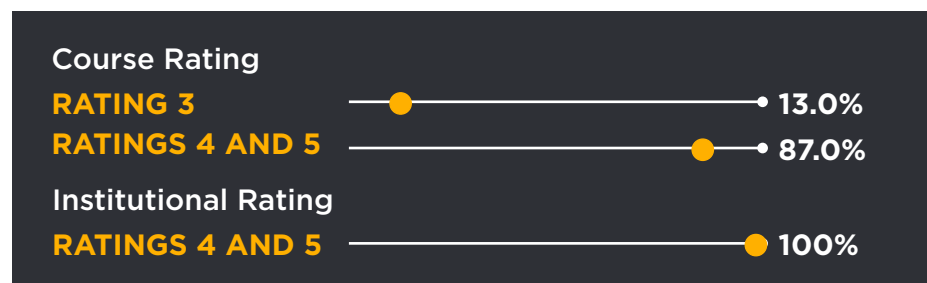 Course Rating
RATING 3 13.0%
RATINGS 4 AND 5 87.0%
Institutional Rating
RATINGS 4 AND 5 100%